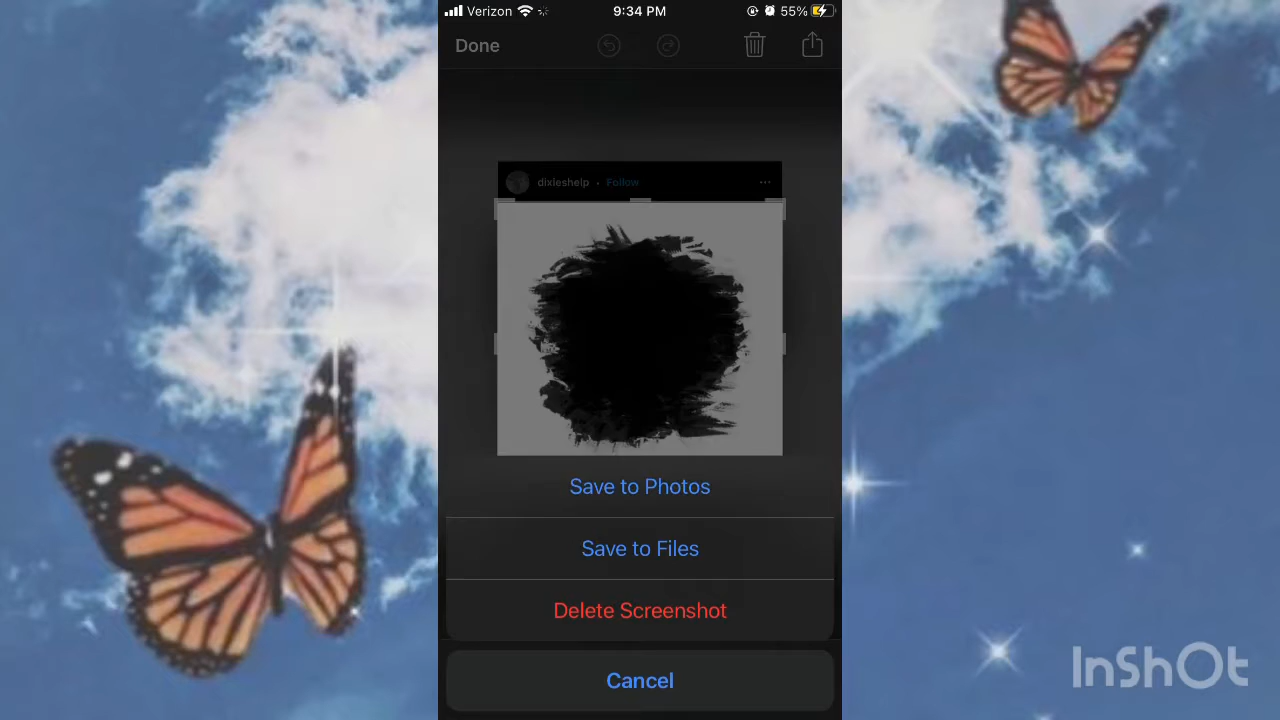 Verizon 9:34 PM 55%
Done
dixleshelp • Follow ...
Save to Photos
Save to Files
Delete Screenshot
Cancel
InShOt